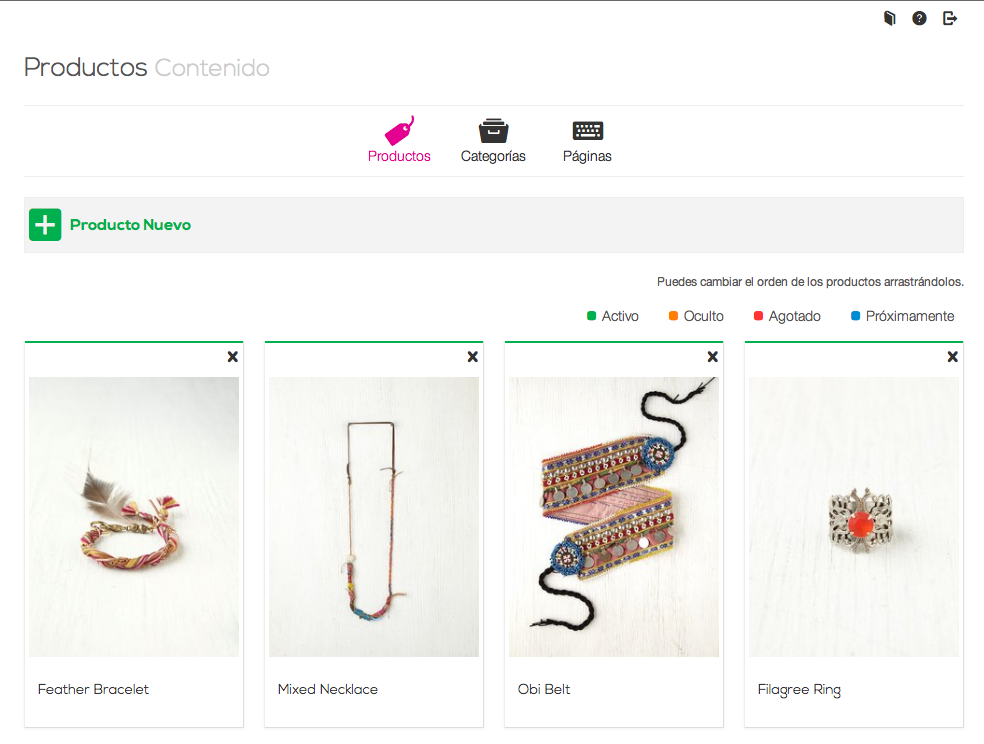 Productos Contenido
Productos Categorías Páginas
Producto Nuevo
Puedes cambiar el orden de los productos arrastrándolos.
Activo Oculto Agotado Próximamente
Feather Bracelet Mixed Necklace Obi Belt Filagree Ring